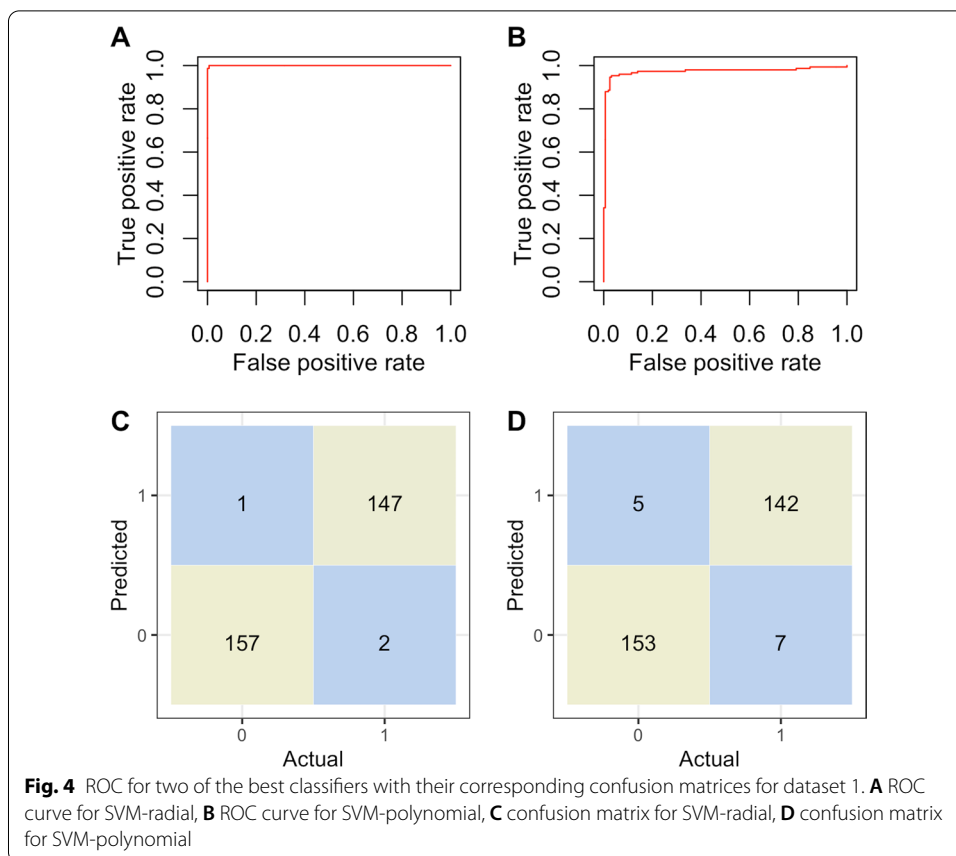 A
B
True positive rate
0.0 0.2 0.4 0.6 0.8 1.0
0.0 0.2 0.4 0.6 0.8 1.0
False positive rate
True positive rate
0.0 0.2 0.4 0.6 0.8 1.0
0.0 0.2 0.4 0.6 0.8 1.0
False positive rate
C
Predicted
1
0
1
147
157
2
0
1
Actual
D
Predicted
1
0
5
142
153
7
0
1
Actual
Fig. 4 ROC for two of the best classifiers with their corresponding confusion matrices for dataset 1. A ROC
curve for SVM-radial, B ROC curve for SVM-polynomial, C confusion matrix for SVM-radial, D confusion matrix
for SVM-polynomial